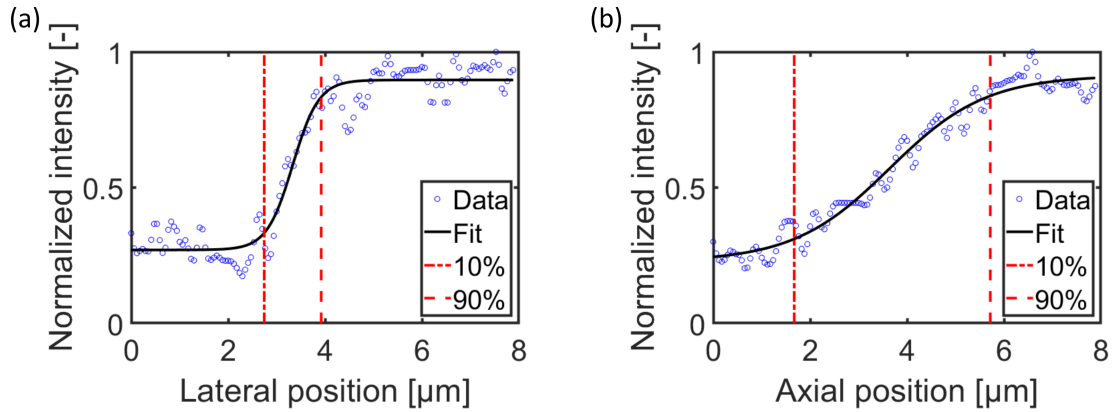 (a)
Normalized intensity [-]
1
0.5
0
0 2 4 6 8
Lateral position [µm]
Data
Fit
10%
90%
(b)
Normalized intensity [-]
1
0.5
0
0 2 4 6 8
Axial position [µm]
Data
Fit
10%
90%